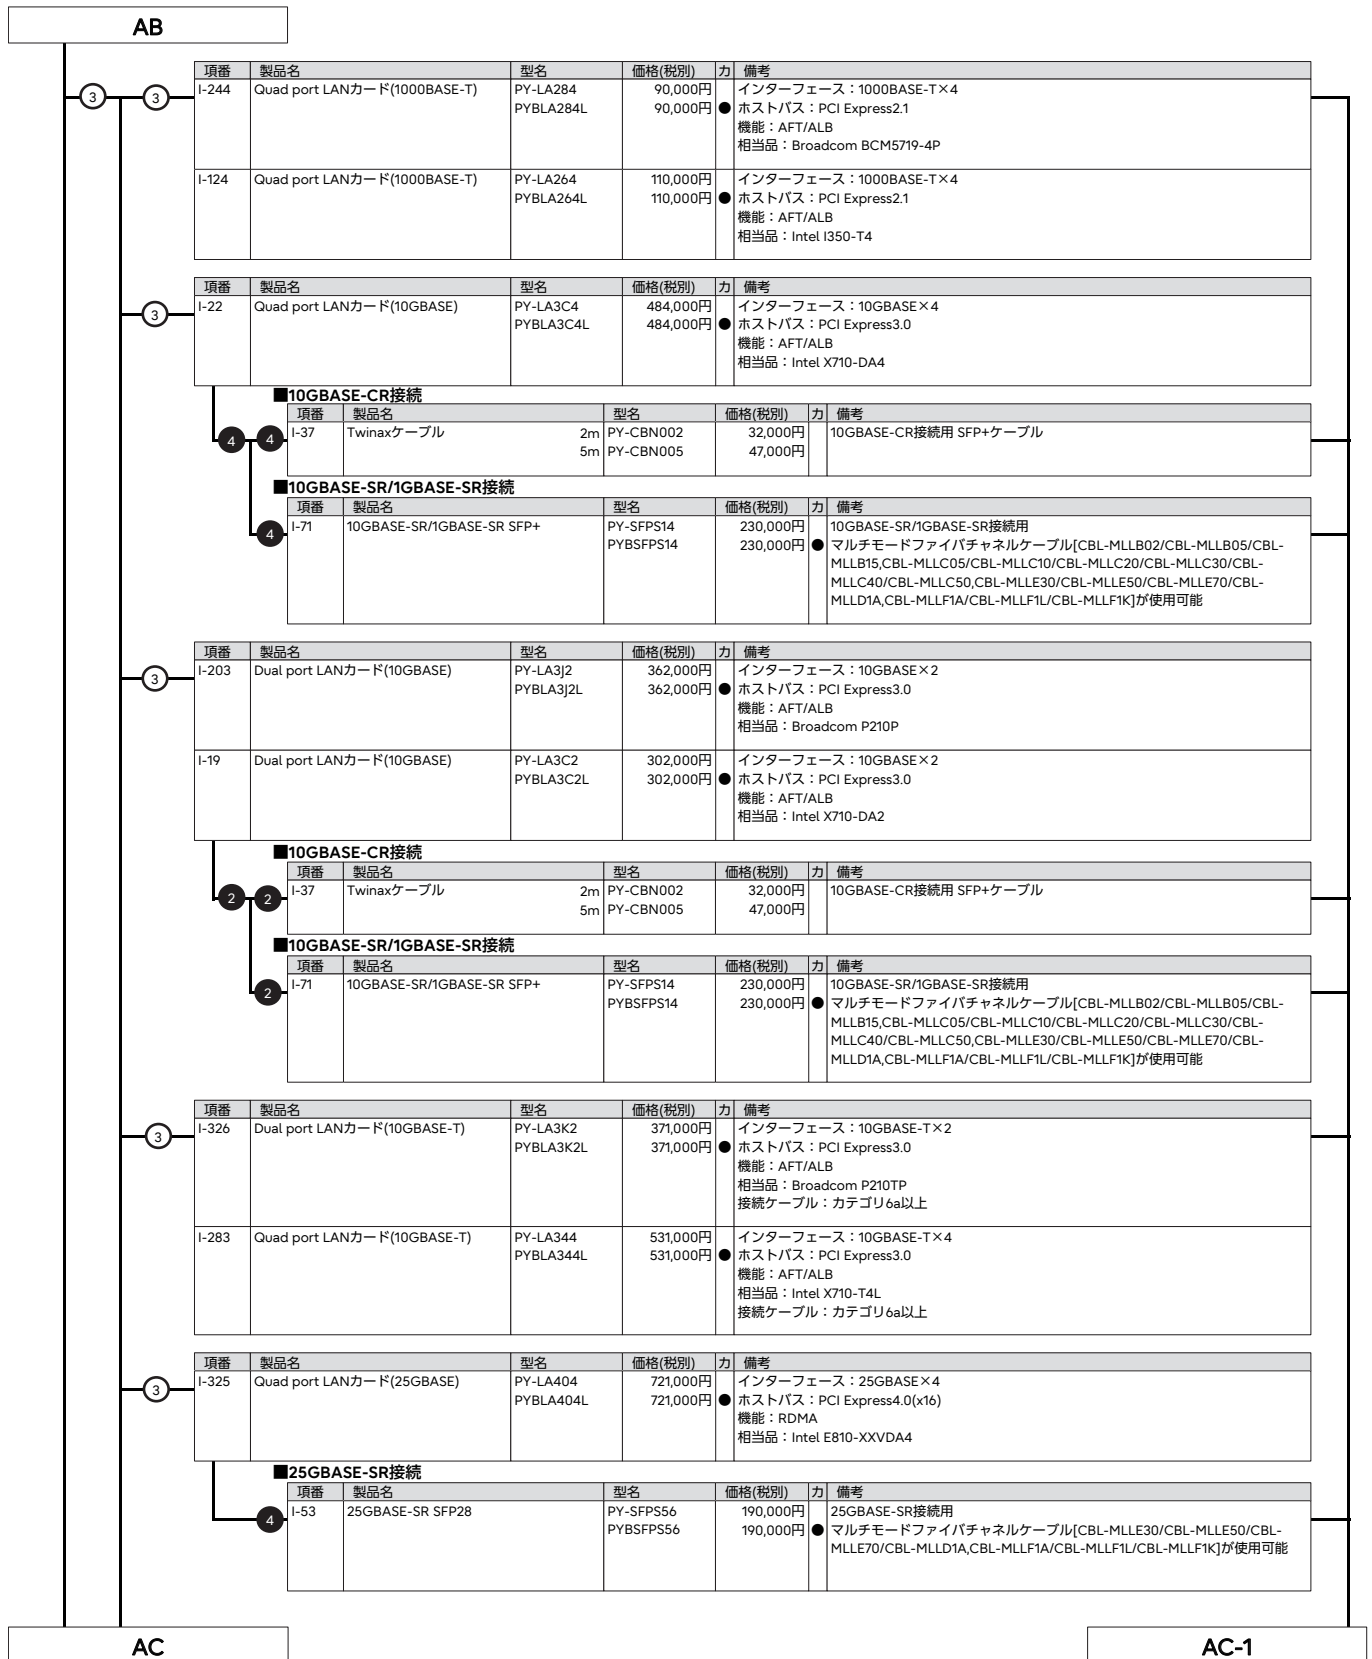 AB
項番 製品名 型名 価格(税別) カ 備考
③ ③ I-244 Quad port LANカード(1000BASE-T) PY-LA284 90,000円 インターフェース：1000BASE-T×4
PYBLA284L 90,000円 ● ホストバス：PCI Express2.1
機能：AFT/ALB
相当品：Broadcom BCM5719-4P
I-124 Quad port LANカード(1000BASE-T) PY-LA264 110,000円 インターフェース：1000BASE-T×4
PYBLA264L 110,000円 ● ホストバス：PCI Express2.1
機能：AFT/ALB
相当品：Intel I350-T4
項番 製品名 型名 価格(税別) カ 備考
③ I-22 Quad port LANカード(10GBASE) PY-LA3C4 484,000円 インターフェース：10GBASE×4
PYBLA3C4L 484,000円 ● ホストバス：PCI Express3.0
機能：AFT/ALB
相当品：Intel X710-DA4
■10GBASE-CR接続
項番 製品名 型名 価格(税別) カ 備考
4 4 I-37 Twinaxケーブル 2m PY-CBN002 32,000円 10GBASE-CR接続用 SFP+ケーブル
5m PY-CBN005 47,000円
■10GBASE-SR/1GBASE-SR接続
項番 製品名 型名 価格(税別) カ 備考
4 I-71 10GBASE-SR/1GBASE-SR SFP+ PY-SFPS14 230,000円 10GBASE-SR/1GBASE-SR接続用
PYBSFPS14 230,000円 ● マルチモードファイバチャネルケーブル[CBL-MLLB02/CBL-MLLB05/CBL-
MLLB15,CBL-MLLC05/CBL-MLLC10/CBL-MLLC20/CBL-MLLC30/CBL-
MLLC40/CBL-MLLC50,CBL-MLLE30/CBL-MLLE50/CBL-MLLE70/CBL-
MLLD1A,CBL-MLLF1A/CBL-MLLF1L/CBL-MLLF1K]が使用可能
項番 製品名 型名 価格(税別) カ 備考
③ I-203 Dual port LANカード(10GBASE) PY-LA3J2 362,000円 インターフェース：10GBASE×2
PYBLA3J2L 362,000円 ● ホストバス：PCI Express3.0
機能：AFT/ALB
相当品：Broadcom P210P
I-19 Dual port LANカード(10GBASE) PY-LA3C2 302,000円 インターフェース：10GBASE×2
PYBLA3C2L 302,000円 ● ホストバス：PCI Express3.0
機能：AFT/ALB
相当品：Intel X710-DA2
■10GBASE-CR接続
項番 製品名 型名 価格(税別) カ 備考
2 2 I-37 Twinaxケーブル 2m PY-CBN002 32,000円 10GBASE-CR接続用 SFP+ケーブル
5m PY-CBN005 47,000円
■10GBASE-SR/1GBASE-SR接続
項番 製品名 型名 価格(税別) カ 備考
2 I-71 10GBASE-SR/1GBASE-SR SFP+ PY-SFPS14 230,000円 10GBASE-SR/1GBASE-SR接続用
PYBSFPS14 230,000円 ● マルチモードファイバチャネルケーブル[CBL-MLLB02/CBL-MLLB05/CBL-
MLLB15,CBL-MLLC05/CBL-MLLC10/CBL-MLLC20/CBL-MLLC30/CBL-
MLLC40/CBL-MLLC50,CBL-MLLE30/CBL-MLLE50/CBL-MLLE70/CBL-
MLLD1A,CBL-MLLF1A/CBL-MLLF1L/CBL-MLLF1K]が使用可能
項番 製品名 型名 価格(税別) カ 備考
③ I-326 Dual port LANカード(10GBASE-T) PY-LA3K2 371,000円 インターフェース：10GBASE-T×2
PYBLA3K2L 371,000円 ● ホストバス：PCI Express3.0
機能：AFT/ALB
相当品：Broadcom P210TP
接続ケーブル：カテゴリ6a以上
I-283 Quad port LANカード(10GBASE-T) PY-LA344 531,000円 インターフェース：10GBASE-T×4
PYBLA344L 531,000円 ● ホストバス：PCI Express3.0
機能：AFT/ALB
相当品：Intel X710-T4L
接続ケーブル：カテゴリ6a以上
項番 製品名 型名 価格(税別) カ 備考
③ I-325 Quad port LANカード(25GBASE) PY-LA404 721,000円 インターフェース：25GBASE×4
PYBLA404L 721,000円 ● ホストバス：PCI Express4.0(x16)
機能：RDMA
相当品：Intel E810-XXVDA4
■25GBASE-SR接続
項番 製品名 型名 価格(税別) カ 備考
4 I-53 25GBASE-SR SFP28 PY-SFPS56 190,000円 25GBASE-SR接続用
PYBSFPS56 190,000円 ● マルチモードファイバチャネルケーブル[CBL-MLLE30/CBL-MLLE50/CBL-
MLLE70/CBL-MLLD1A,CBL-MLLF1A/CBL-MLLF1L/CBL-MLLF1K]が使用可能
AC AC-1